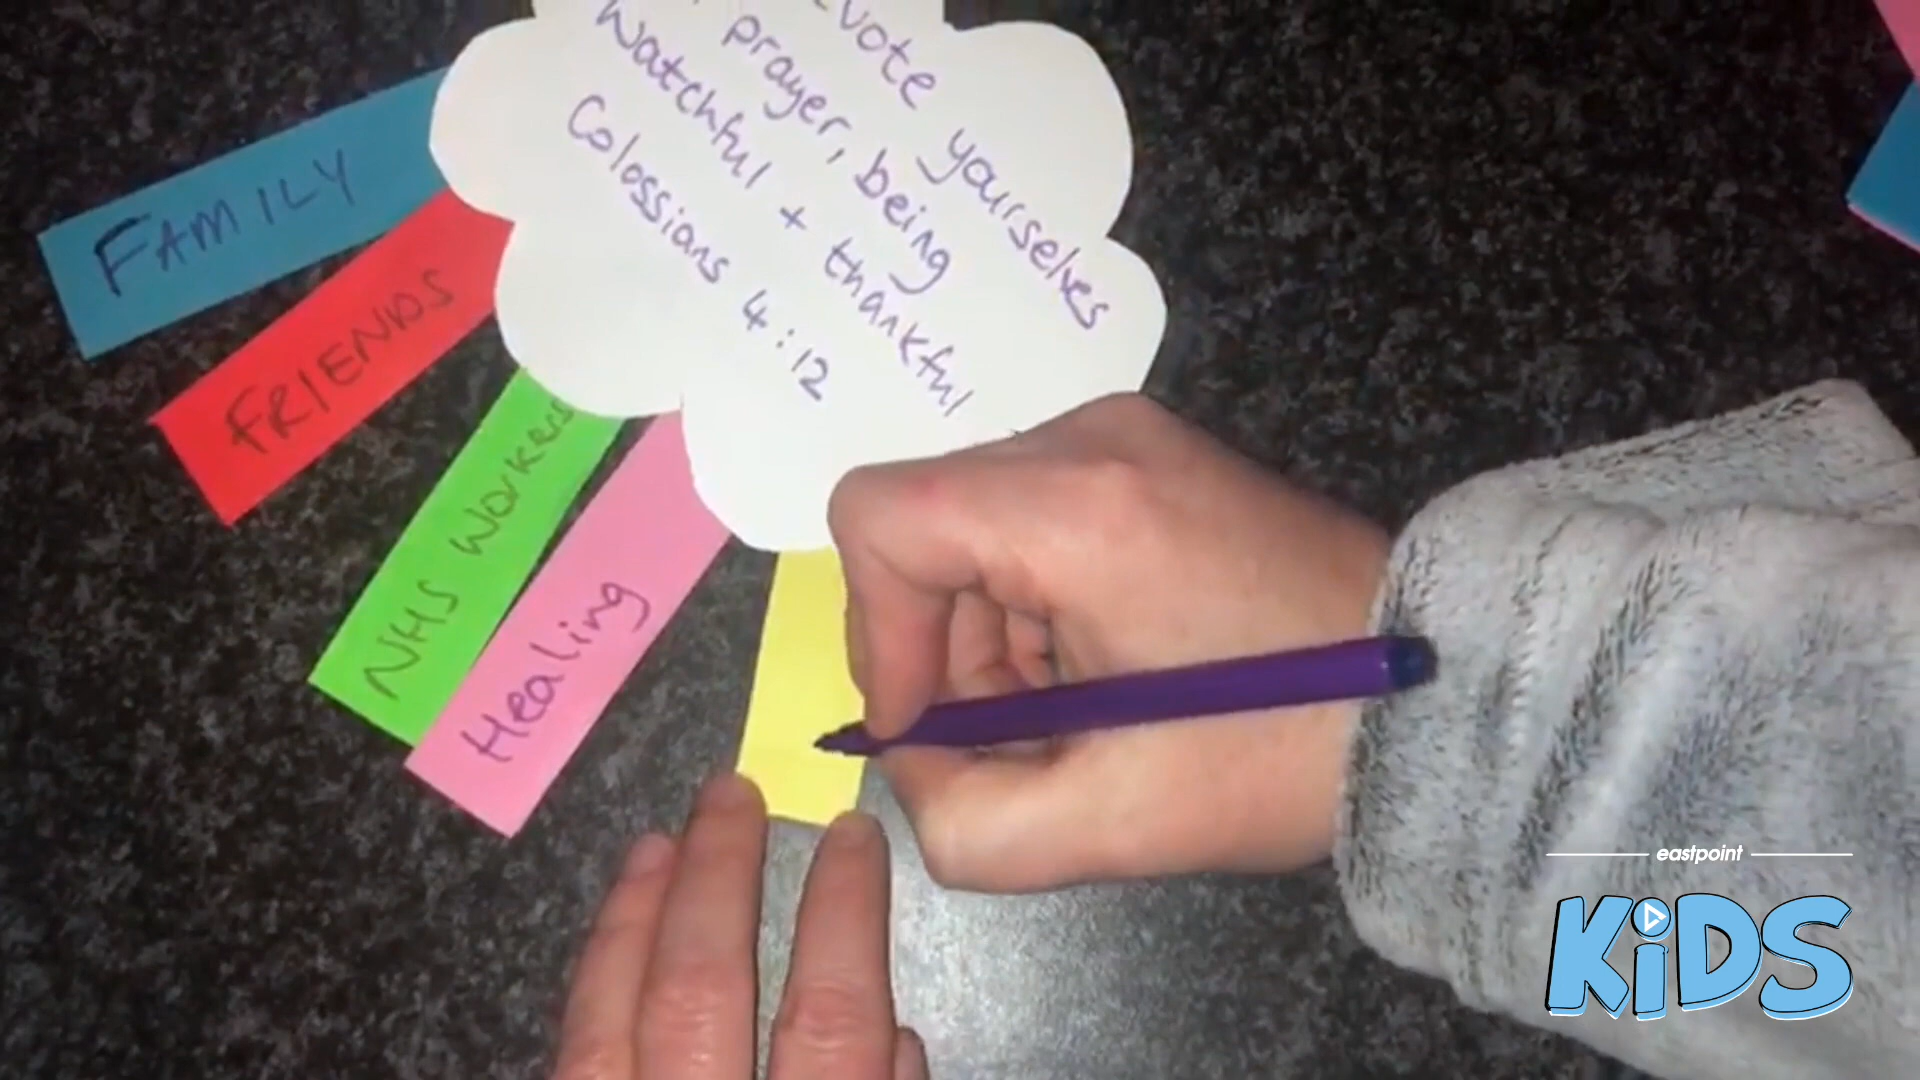 vote yourselves
prayer, being
watchful + thankful
Colossians 4:12
FAMILY
FRIENDS
NHS Workers
Healing
eastpoint
KiDS